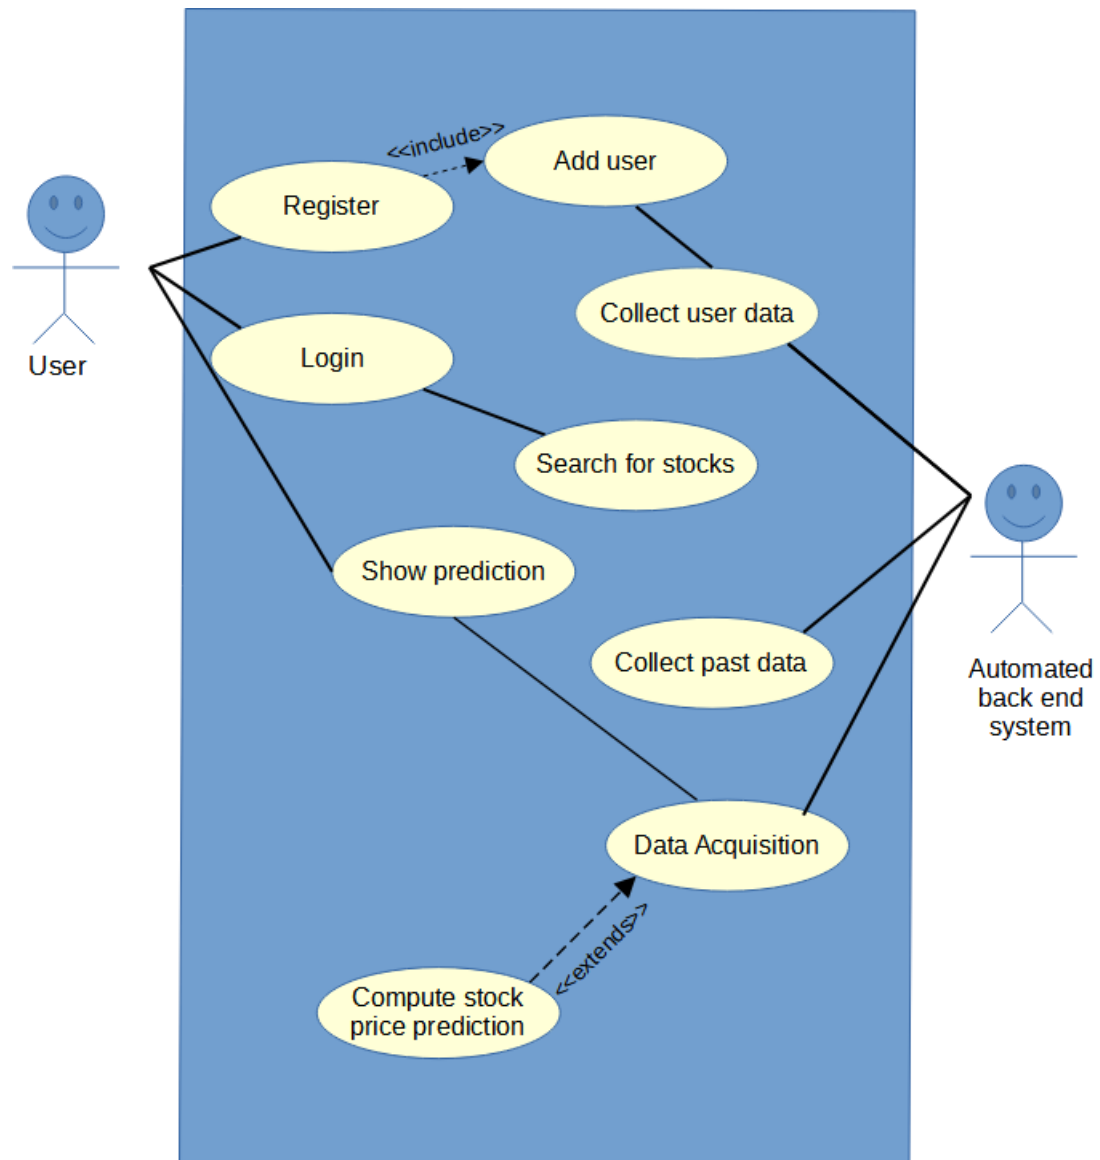 <<include>>
Add user
Register
User
Collect user data
Login
Search for stocks
Show prediction
Collect past data
Automated
back end
system
Data Acquisition
<<extends>>
Compute stock
price prediction